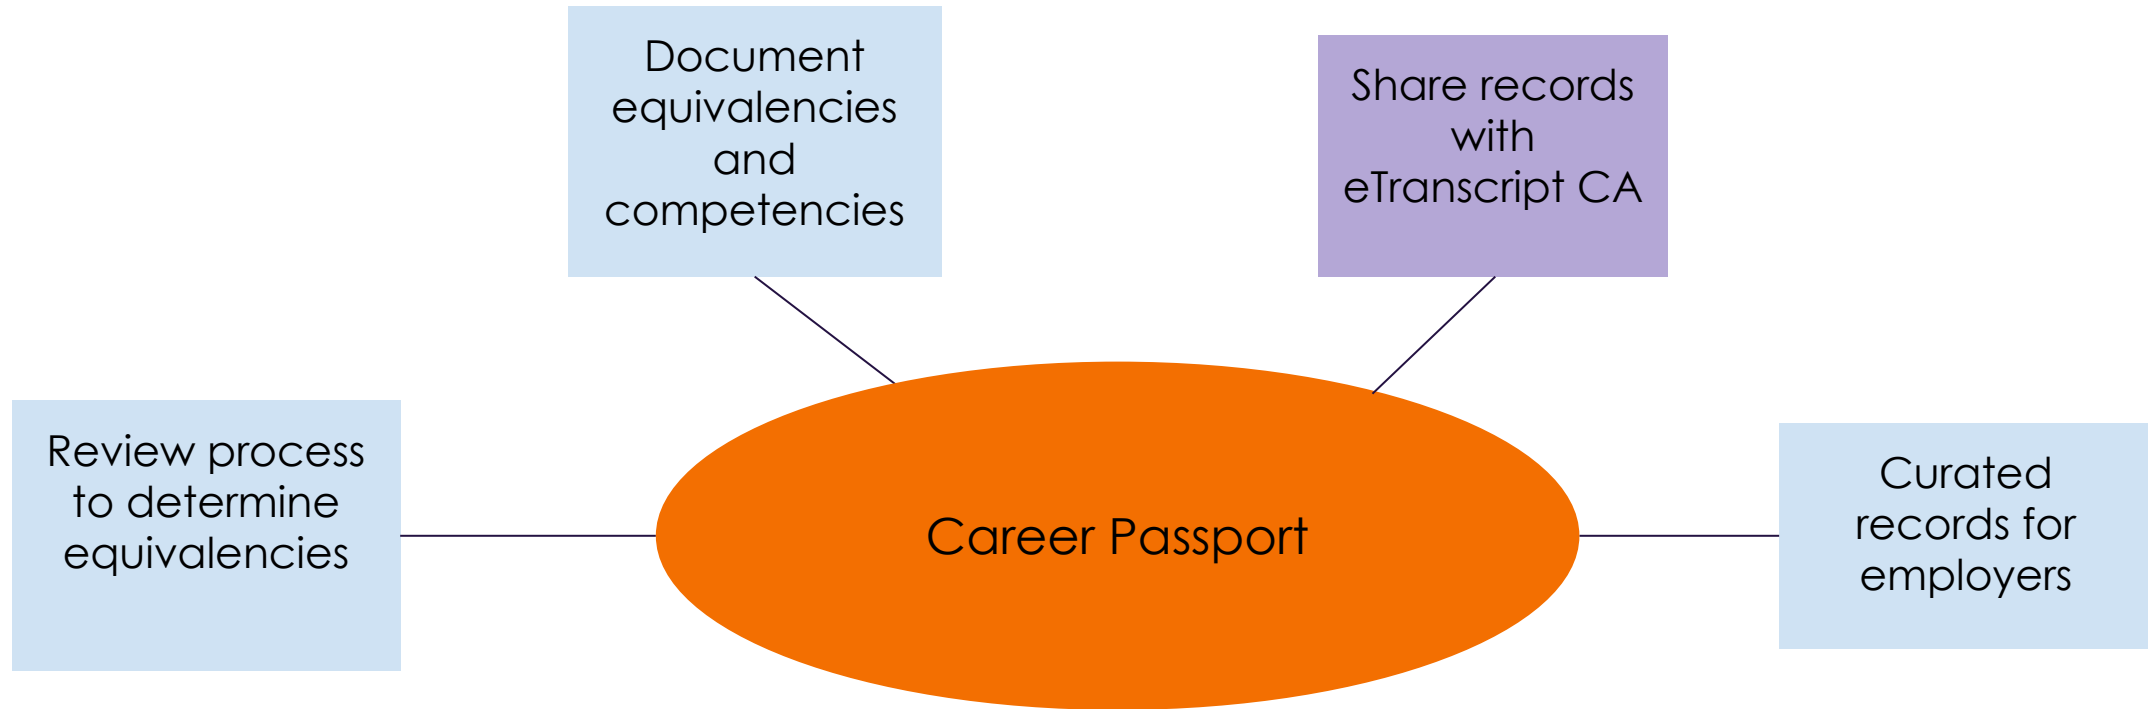 Document
equivalencies
and
competencies
Share records
with
eTranscript CA
Review process
to determine
equivalencies
Career Passport
Curated
records for
employers